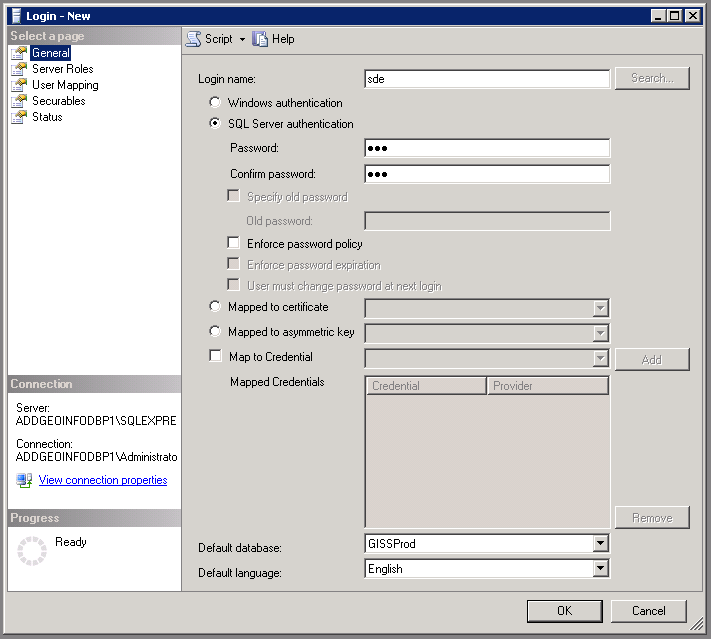 Login - New
Select a page
General
Server Roles
User Mapping
Securables
Status
Script
Help
Login name:
sde
Search...
Windows authentication
SQL Server authentication
Password:
●●●
Confirm password:
●●●
Specify old password
Old password:
Enforce password policy
Enforce password expiration
User must change password at next login
Mapped to certificate
Mapped to asymmetric key
Map to Credential
Add
Mapped Credentials
Credential
Provider
Remove
Default database:
GISSProd
Default language:
English
Connection
Server:
ADDGEOINFODBP1\SQLEXPRE
Connection:
ADDGEOINFODBP1\Administrato
View connection properties
Progress
Ready
OK
Cancel